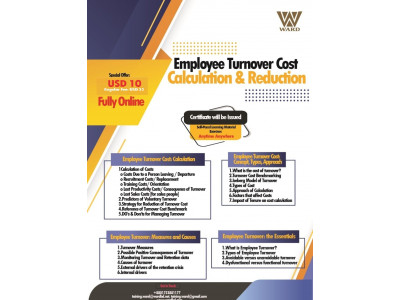 WARD
Employee Turnover Cost
Calculation & Reduction
Special Offer:
USD 10
Fully Online
Certificate will be Issued
Self-Paced Learning Material
Anytime Anywhere
Employee Turnover Costs Calculation
1.Calculation of Costs
o Costs Due to a Person Leaving / Departure
o Recruitment Costs / Replacement
o Training Costs / Orientation
o Lost Productivity Costs / Consequences of Turnover
o Lost Sales Costs (for sales people)
2.Predictors of Voluntary Turnover
3.Strategy for Reduction of Turnover Cost
4.Relevance of Turnover Cost Benchmark
5.DO's & Don'ts for Managing Turnover
Employee Turnover Cost:
Concept, Types, Approach
1.What is the cost of turnover?
2.Turnover Cost Benchmarking
3.Iceberg Model of Turnover
4.Types of Cost
5.Approach of Calculation
6.Factors that affect Costs
7.Impact of Turnover on cost calculation
Employee Turnover: Measures and Causes
1.Turnover Measures
2.Possible Positive Consequences of Turnover
3.Monitoring Turnover and Retention data
4.Causes of turnover
5.External drivers of the retention crisis
6.Internal drivers
Employee Turnover: the Essentials
1.What is Employee Turnover?
2.Types of Employee Turnover
3.Avoidable versus unavoidable turnover
4.Dysfunctional versus functional turnover